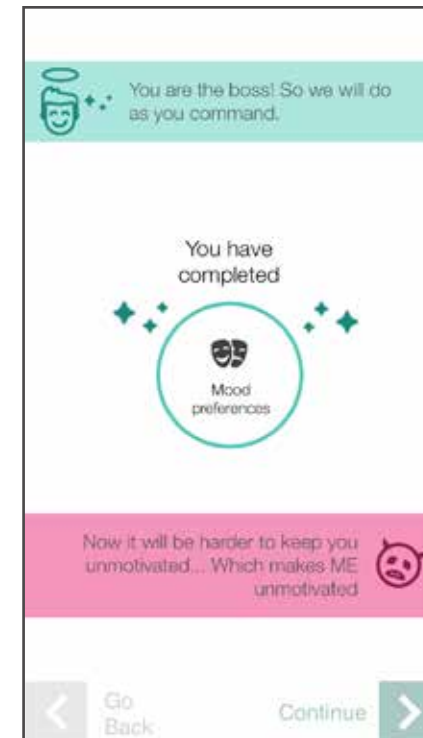 You are the boss! So we will do
as you command.
You have
completed
Mood
preferences
Now it will be harder to keep you
unmotivated... Which makes ME
unmotivated
Go
Back
Continue